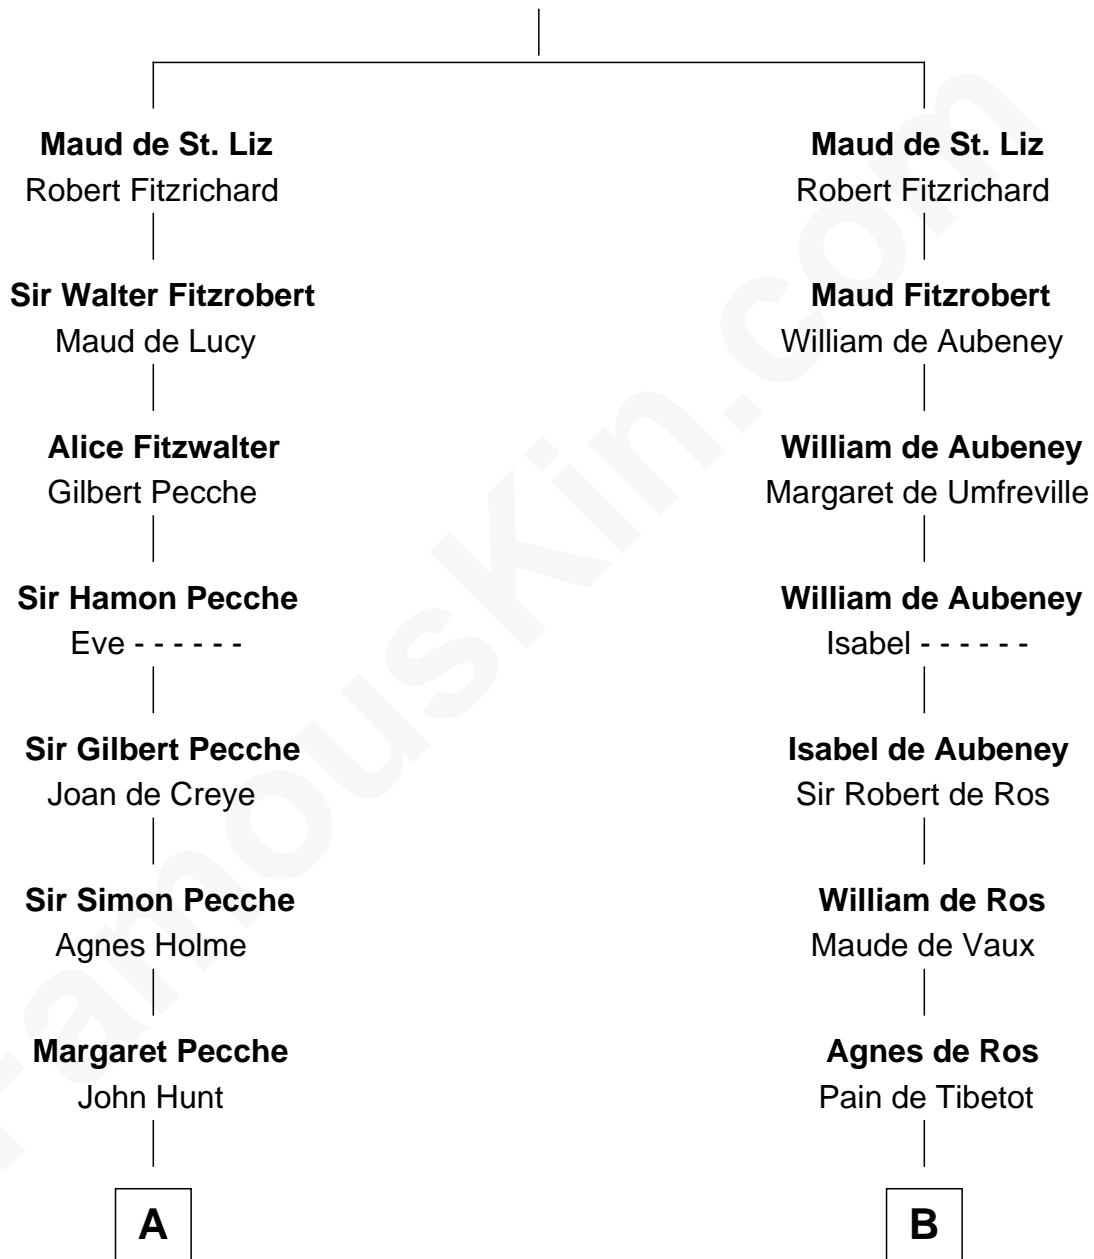 Maud de St. Liz
Robert Fitzrichard
Sir Walter Fitzrobert
Maud de Lucy
Alice Fitzwalter
Gilbert Pecche
Sir Hamon Pecche
Eve - - - - - -
Sir Gilbert Pecche
Joan de Creye
Sir Simon Pecche
Agnes Holme
Margaret Pecche
John Hunt
A
Maud de St. Liz
Robert Fitzrichard
Maud Fitzrobert
William de Aubeney
William de Aubeney
Margaret de Umfreville
William de Aubeney
Isabel - - - - - -
Isabel de Aubeney
Sir Robert de Ros
William de Ros
Maude de Vaux
Agnes de Ros
Pain de Tibetot
B
FamousKin.com